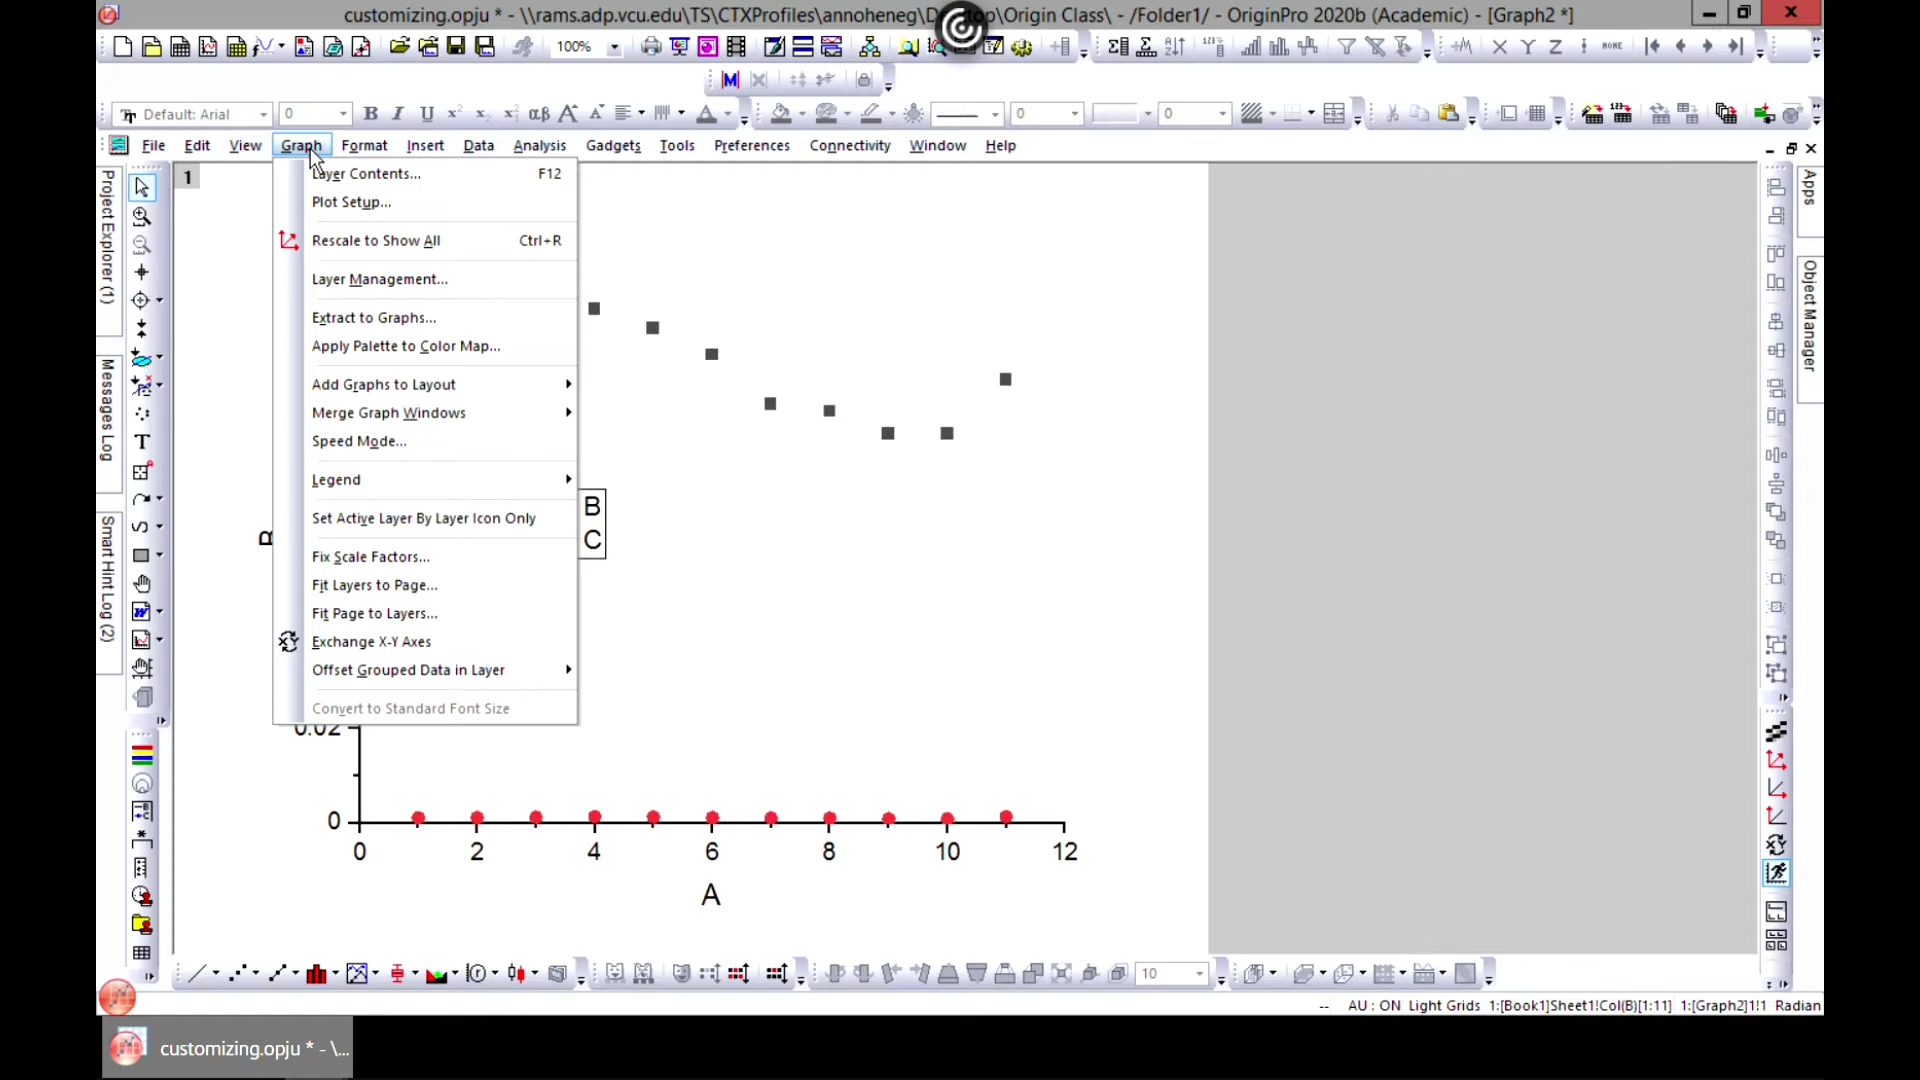 customizing.opju * - \\rams.adp.vcu.edu\TS\CTXProfiles\annoheneg\D top\Origin Class\ - /Folder1/ - OriginPro 2020b (Academic) - [Graph2 *]
100%
Default: Arial 0 B I U αβ A A A 0 0
File Edit View Graph Format Insert Data Analysis Gadgets Tools Preferences Connectivity Window Help
1
Layer Contents... F12
Plot Setup...
Rescale to Show All Ctrl+R
Layer Management...
Extract to Graphs...
Apply Palette to Color Map...
Add Graphs to Layout
Merge Graph Windows
Speed Mode...
Legend
Set Active Layer By Layer Icon Only
Fix Scale Factors...
Fit Layers to Page...
Fit Page to Layers...
Exchange X-Y Axes
Offset Grouped Data in Layer
Convert to Standard Font Size
Project Explorer (1)
Messages Log
Smart Hint Log (2)
Apps
Object Manager
B
B
C
0.02
0
0 2 4 6 8 10 12
A
10
-- AU : ON Light Grids 1:[Book1]Sheet1!Col(B)[1:11] 1:[Graph2]1!1 Radian
customizing.opju * - \...